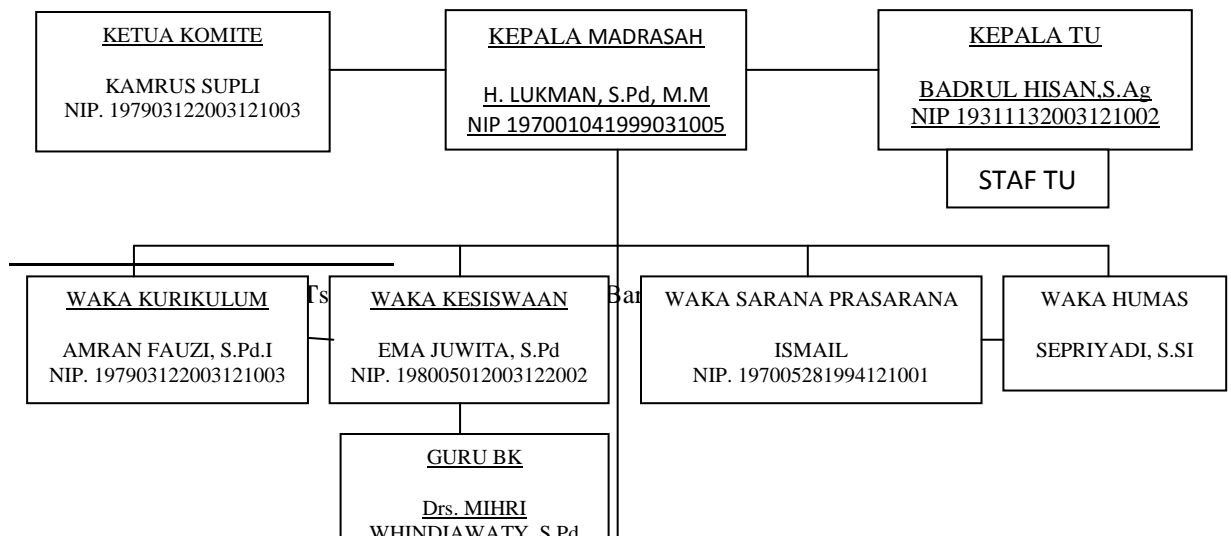 KETUA KOMITE
KAMRUS SUPLI
NIP. 197903122003121003
KEPALA MADRASAH
H. LUKMAN, S.Pd, M.M
NIP 197001041999031005
KEPALA TU
BADRUL HISAN,S.Ag
NIP 19311132003121002
STAF TU
WAKA KURIKULUM
AMRAN FAUZI, S.Pd.I
NIP. 197903122003121003
WAKA KESISWAAN
EMA JUWITA, S.Pd
NIP. 198005012003122002
WAKA SARANA PRASARANA
ISMAIL
NIP. 197005281994121001
WAKA HUMAS
SEPRIYADI, S.SI
GURU BK
Drs. MIHRI
WHINDIAWATY, S.Pd